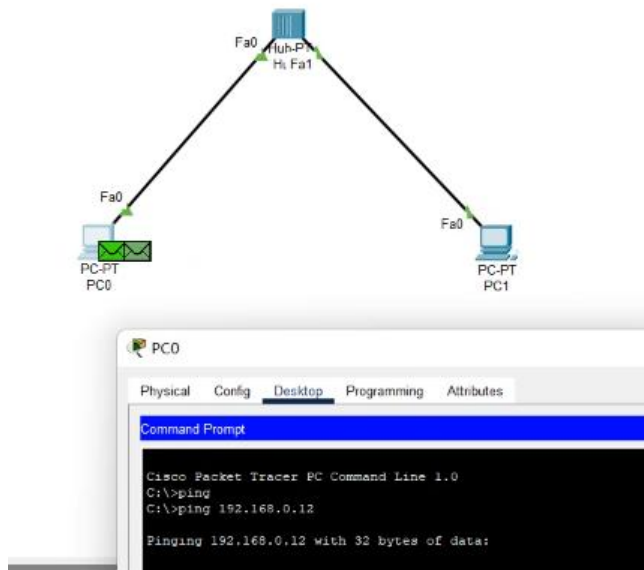 Fa0
Hub-PT
Fa1
Fa0
Fa0
PC-PT
PC0
PC-PT
PC1
PC0
Physical Config Desktop Programming Attributes
Command Prompt
Cisco Packet Tracer PC Command Line 1.0
C:\>ping
C:\>ping 192.168.0.12
Pinging 192.168.0.12 with 32 bytes of data: